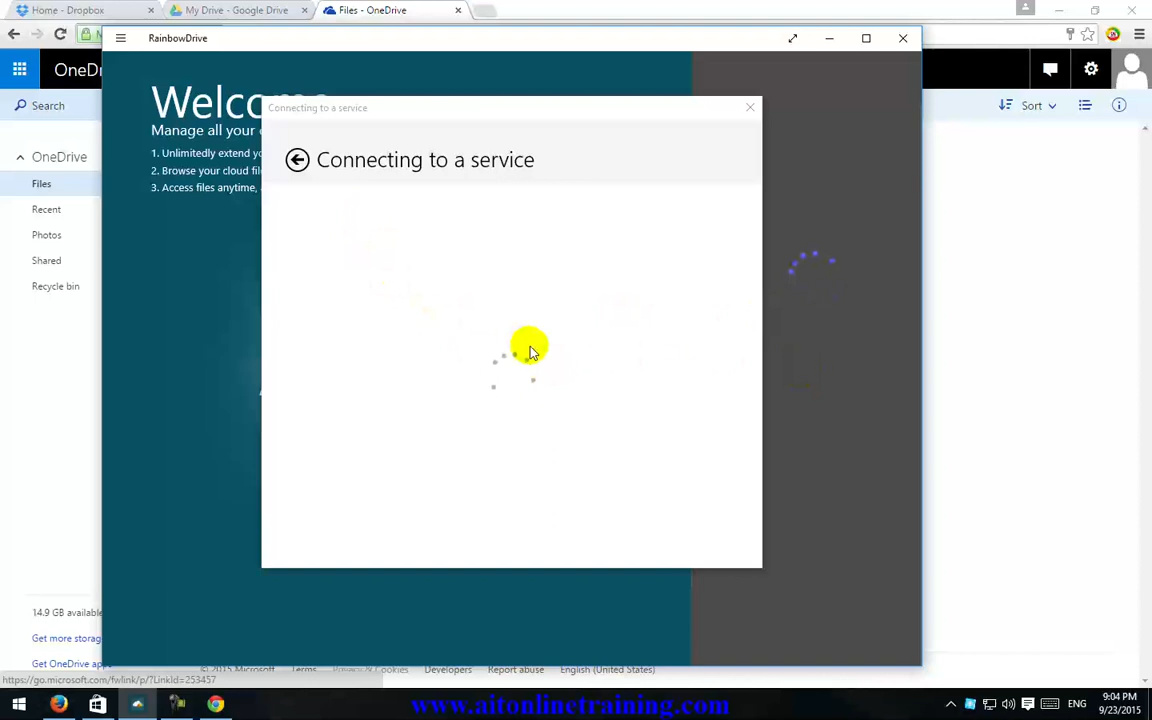 Home - Dropbox
My Drive - Google Drive
Files - OneDrive
RainbowDrive
OneDr
Search
Sort
OneDrive
Files
Recent
Photos
Shared
Recycle bin
Welcome
Manage all your
1. Unlimitedly extend yo
2. Browse your cloud fil
3. Access files anytime,
Connecting to a service
Connecting to a service
14.9 GB available
Get more storag
Get OneDrive app
© 2015 Microsoft
Terms
Privacy & Cookies
Developers
Report abuse
English (United States)
https://go.microsoft.com/fwlink/p/?LinkId=253457
www.aitonlinetraining.com
ENG
9:04 PM
9/23/2015